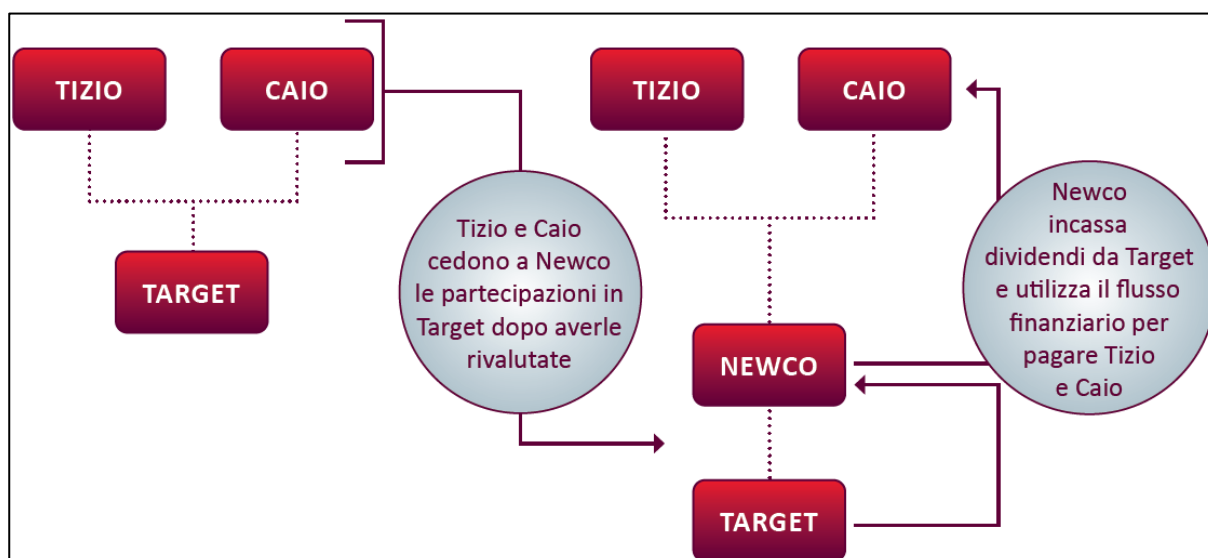 TIZIO
CAIO
TARGET
Tizio e Caio
cedono a Newco
le partecipazioni in
Target dopo averle
rivalutate
TIZIO
CAIO
NEWCO
TARGET
Newco
incassa
dividendi da Target
e utilizza il flusso
finanziario per
pagare Tizio
e Caio